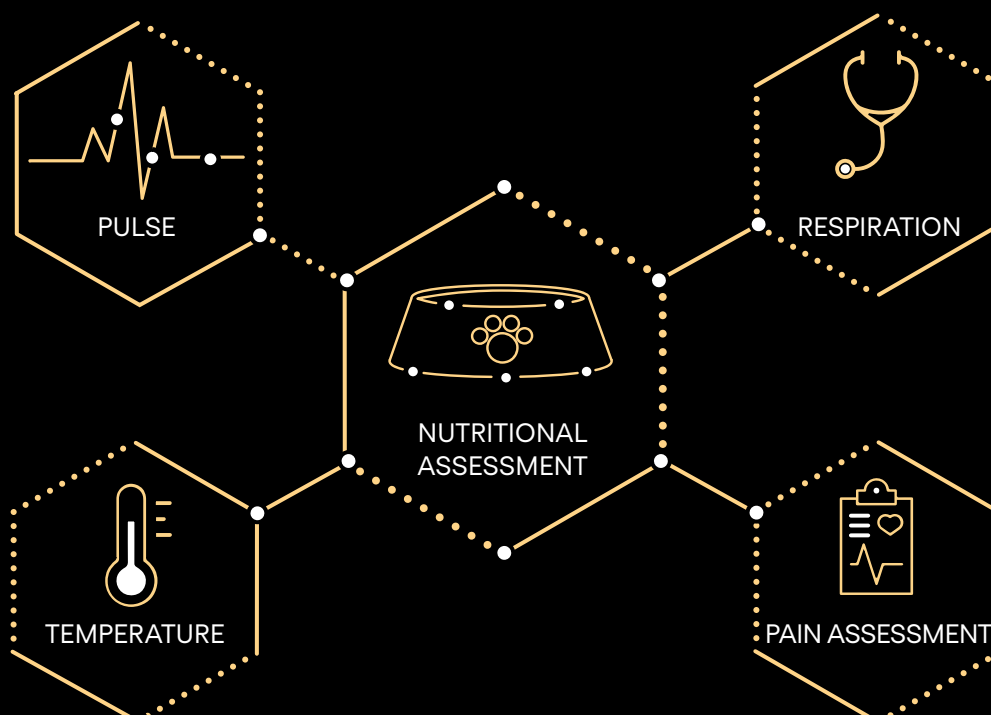 PULSE
RESPIRATION
NUTRITIONAL
ASSESSMENT
TEMPERATURE
PAIN ASSESSMENT